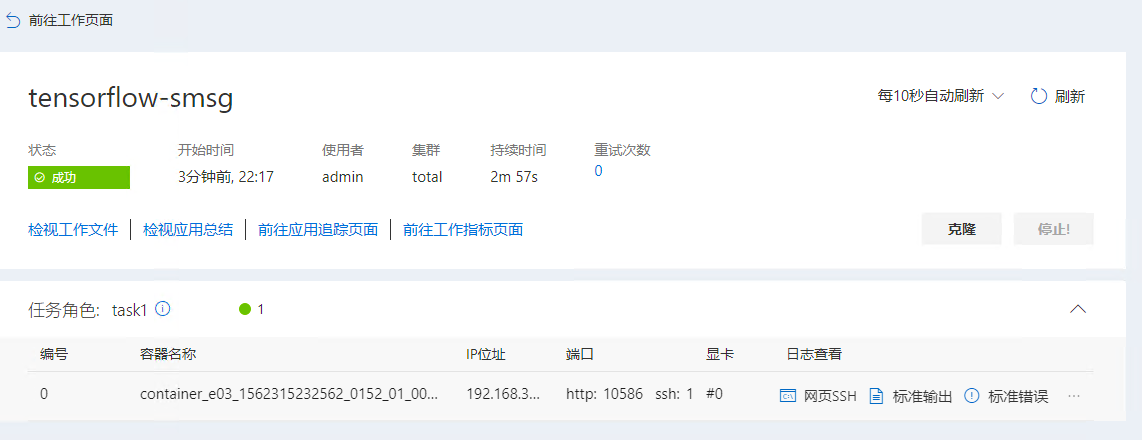 前往工作页面
tensorflow-smsg 每10秒自动刷新 刷新
状态 开始时间 使用者 集群 持续时间 重试次数
成功 3分钟前, 22:17 admin total 2m 57s 0
检视工作文件 检视应用总结 前往应用追踪页面 前往工作指标页面 克隆 停止!
任务角色: task1 1
编号 容器名称 IP位址 端口 显卡 日志查看
0 container_e03_1562315232562_0152_01_00... 192.168.3... http: 10586 ssh: 1 #0 网页SSH 标准输出 标准错误 ...